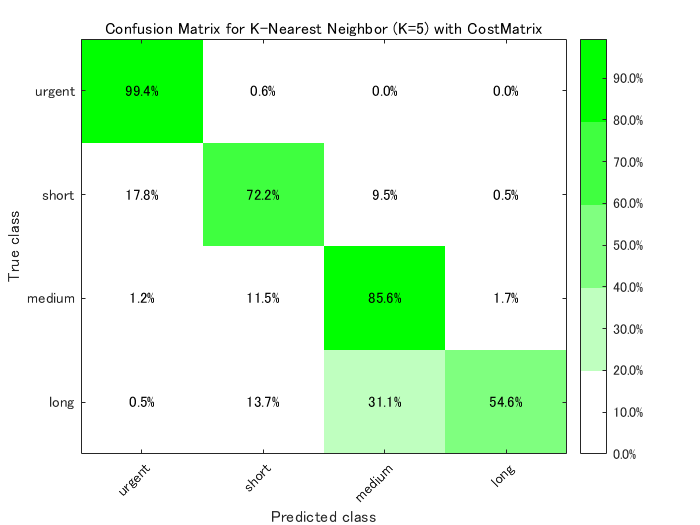 Confusion Matrix for K-Nearest Neighbor (K=5) with CostMatrix
urgent 99.4% 0.6% 0.0% 0.0%
short 17.8% 72.2% 9.5% 0.5%
medium 1.2% 11.5% 85.6% 1.7%
long 0.5% 13.7% 31.1% 54.6%
urgent short medium long
Predicted class
True class
90.0%
80.0%
70.0%
60.0%
50.0%
40.0%
30.0%
20.0%
10.0%
0.0%